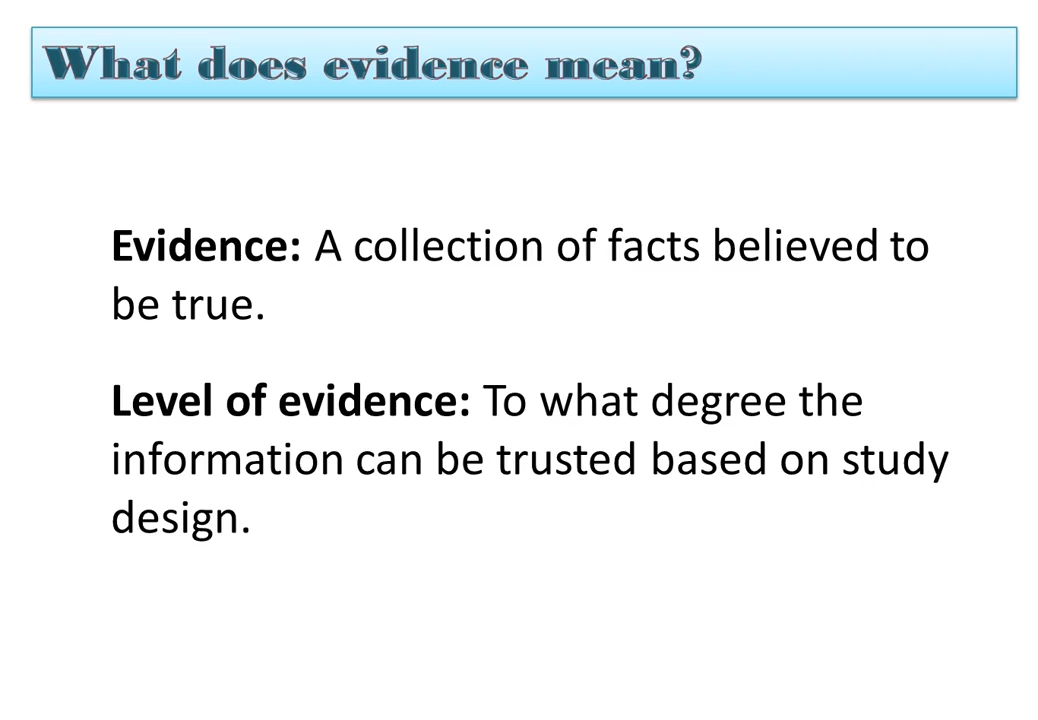 What does evidence mean?
Evidence: A collection of facts believed to
be true.
Level of evidence: To what degree the
information can be trusted based on study
design.